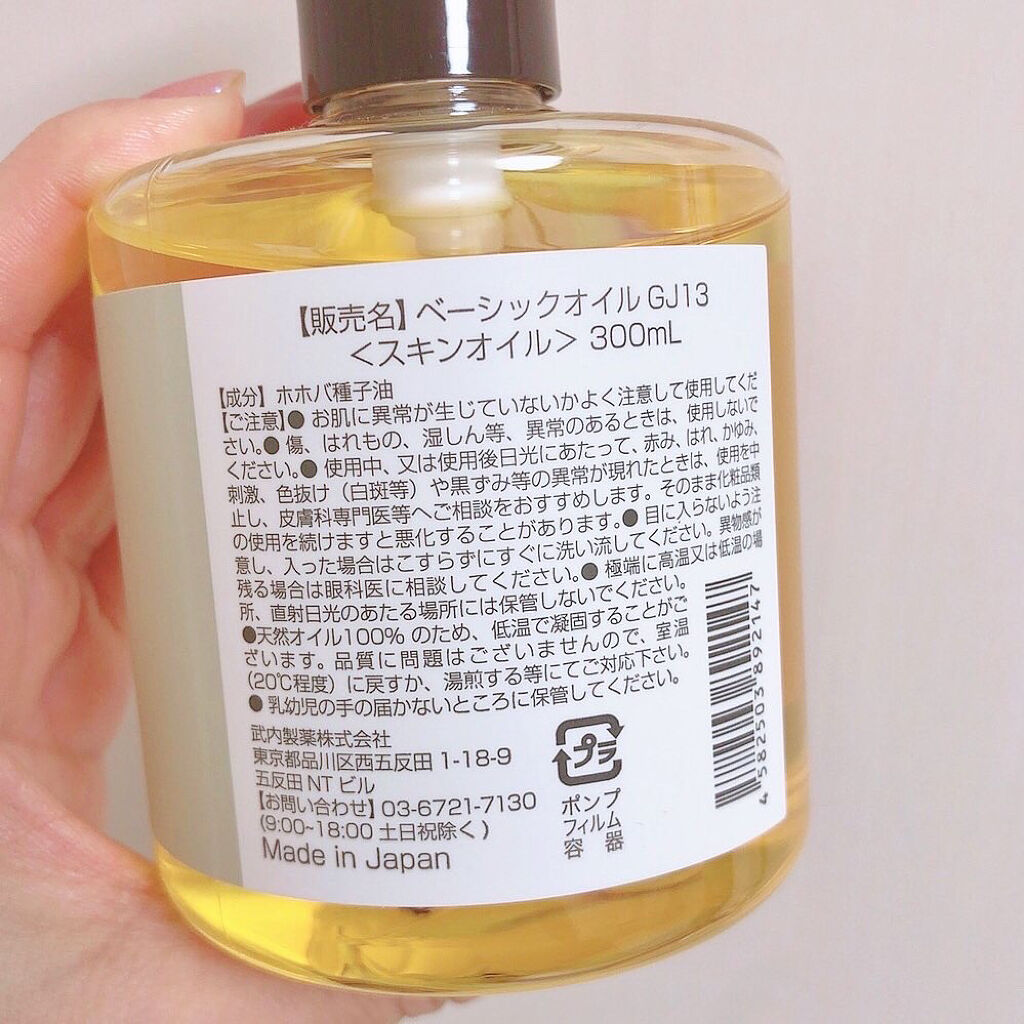 【販売名】ベーシックオイル GJ13
＜スキンオイル＞ 300mL
【成分】ホホバ種子油
【ご注意】● お肌に異常が生じていないかよく注意して使用してくだ
さい。● 傷、はれもの、湿しん等、異常のあるときは、使用しないで
ください。● 使用中、又は使用後日光にあたって、赤み、はれ、かゆみ、
刺激、色抜け（白斑等）や黒ずみ等の異常が現れたときは、使用を中
止し、皮膚科専門医等へご相談をおすすめします。そのまま化粧品類
の使用を続けますと悪化することがあります。● 目に入らないよう注
意し、入った場合はこすらずにすぐに洗い流してください。異物感が
残る場合は眼科医に相談してください。● 極端に高温又は低温の場
所、直射日光のあたる場所には保管しないでください。
●天然オイル100% のため、低温で凝固することがご
ざいます。品質に問題はございませんので、室温
(20℃程度）に戻すか、湯煎する等にてご対応下さい。
● 乳幼児の手の届かないところに保管してください。
武内製薬株式会社
東京都品川区西五反田 1-18-9
五反田 NT ビル
【お問い合わせ】03-6721-7130
(9:00~18:00 土日祝除く )
Made in Japan
プラ
ポンプ
フィルム
容器
4 582503 892147